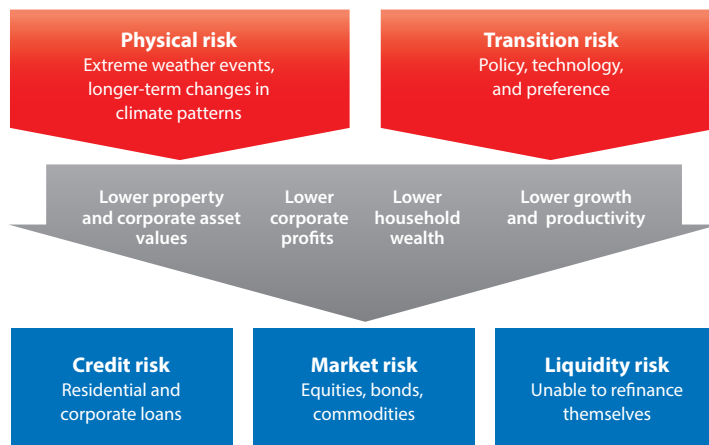 Physical risk
Extreme weather events,
longer-term changes in
climate patterns
Transition risk
Policy, technology,
and preference
Lower property
and corporate asset
values
Lower
corporate
profits
Lower
household
wealth
Lower growth
and productivity
Credit risk
Residential and
corporate loans
Market risk
Equities, bonds,
commodities
Liquidity risk
Unable to refinance
themselves